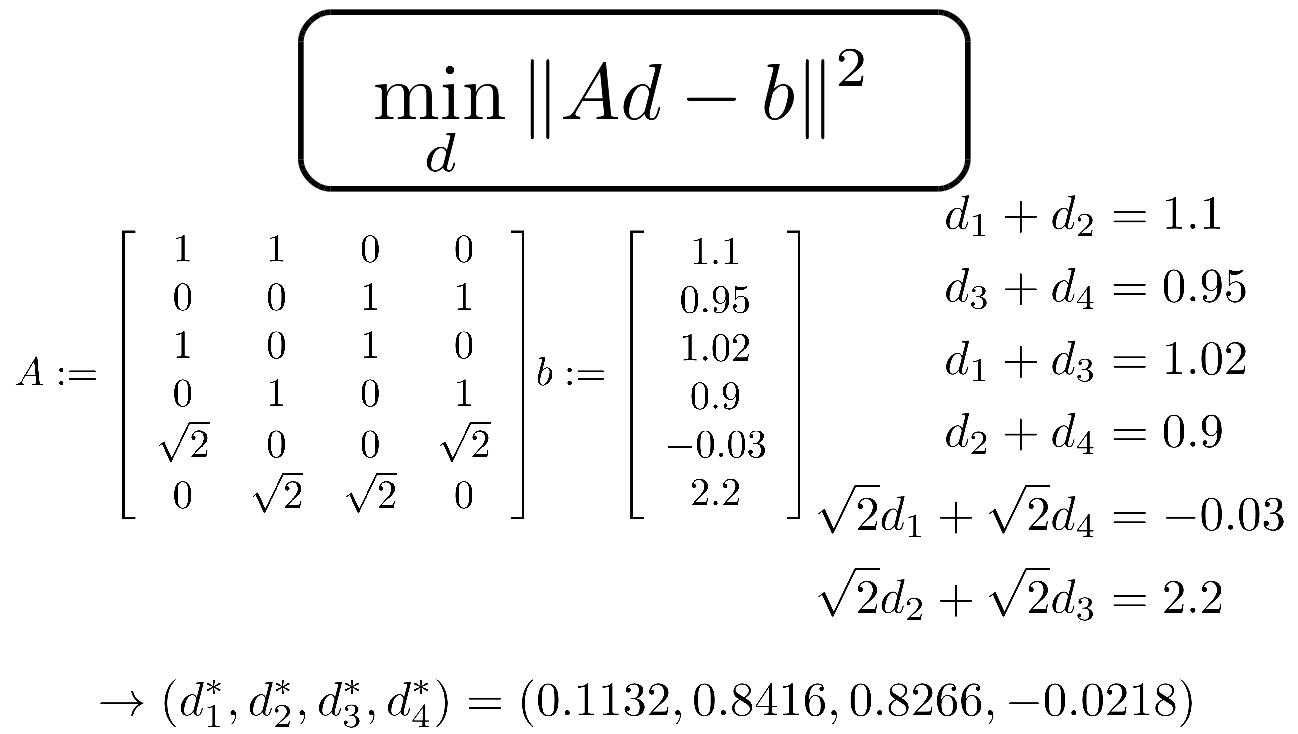 min_d ‖Ad − b‖²
A := [ 1 1 0 0
0 0 1 1
1 0 1 0
0 1 0 1
√2 0 0 √2
0 √2 √2 0 ]
b := [ 1.1
0.95
1.02
0.9
−0.03
2.2 ]
d₁ + d₂ = 1.1
d₃ + d₄ = 0.95
d₁ + d₃ = 1.02
d₂ + d₄ = 0.9
√2d₁ + √2d₄ = −0.03
√2d₂ + √2d₃ = 2.2
→ (d₁*, d₂*, d₃*, d₄*) = (0.1132, 0.8416, 0.8266, −0.0218)